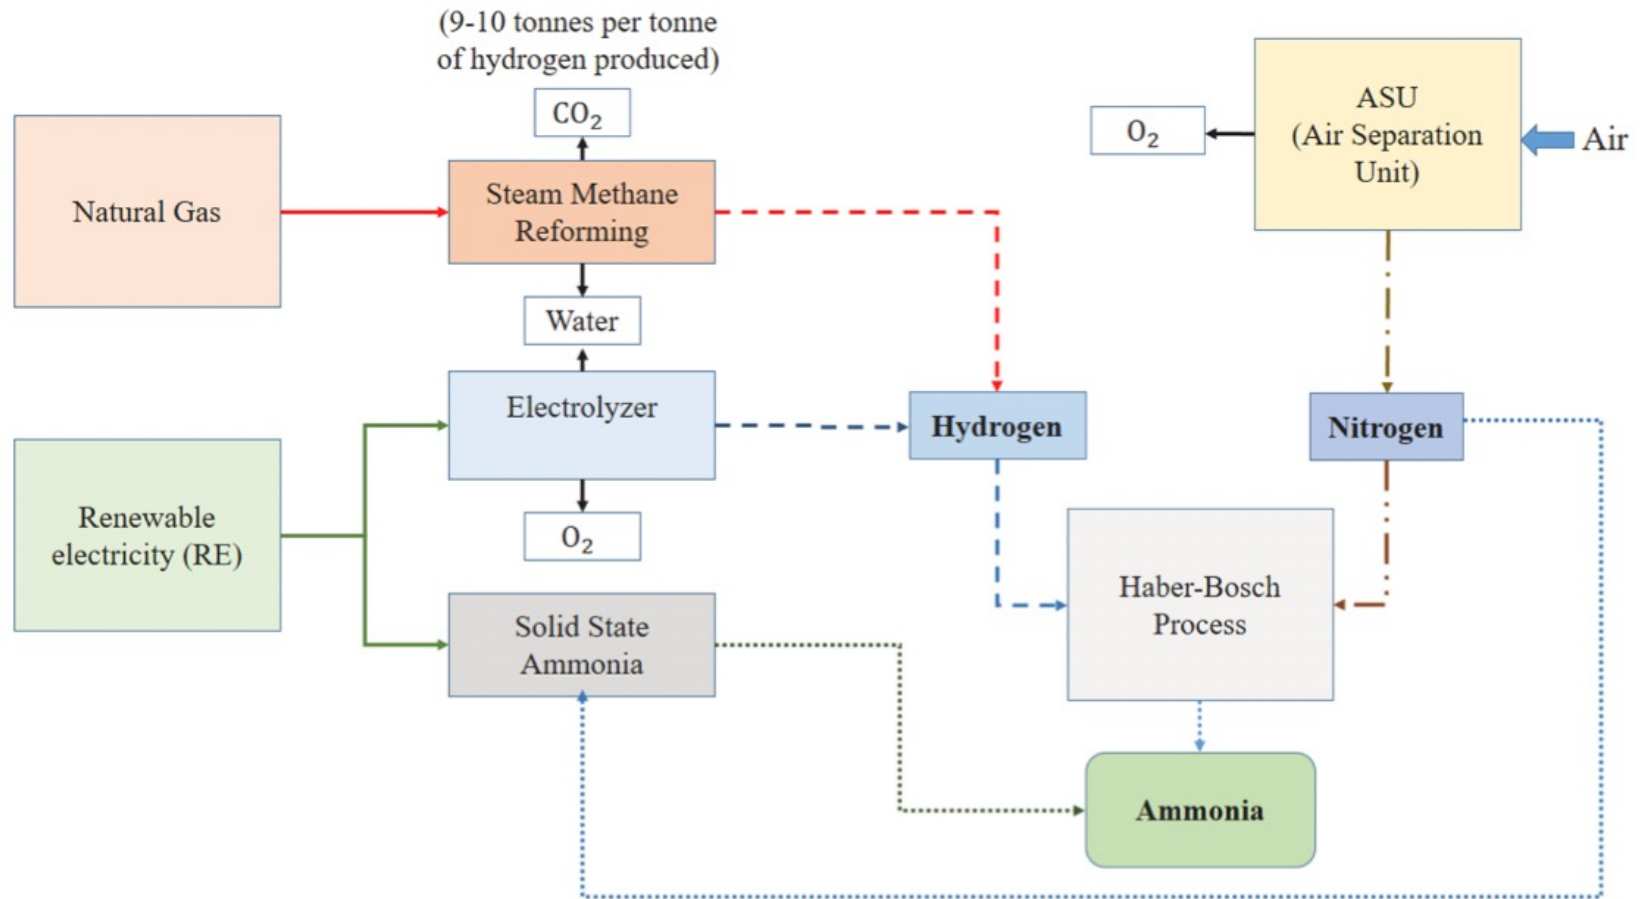 (9-10 tonnes per tonne
of hydrogen produced)
CO₂
Natural Gas
Steam Methane
Reforming
Water
Electrolyzer
O₂
Renewable
electricity (RE)
Solid State
Ammonia
Hydrogen
O₂
ASU
(Air Separation
Unit)
Air
Nitrogen
Haber-Bosch
Process
Ammonia